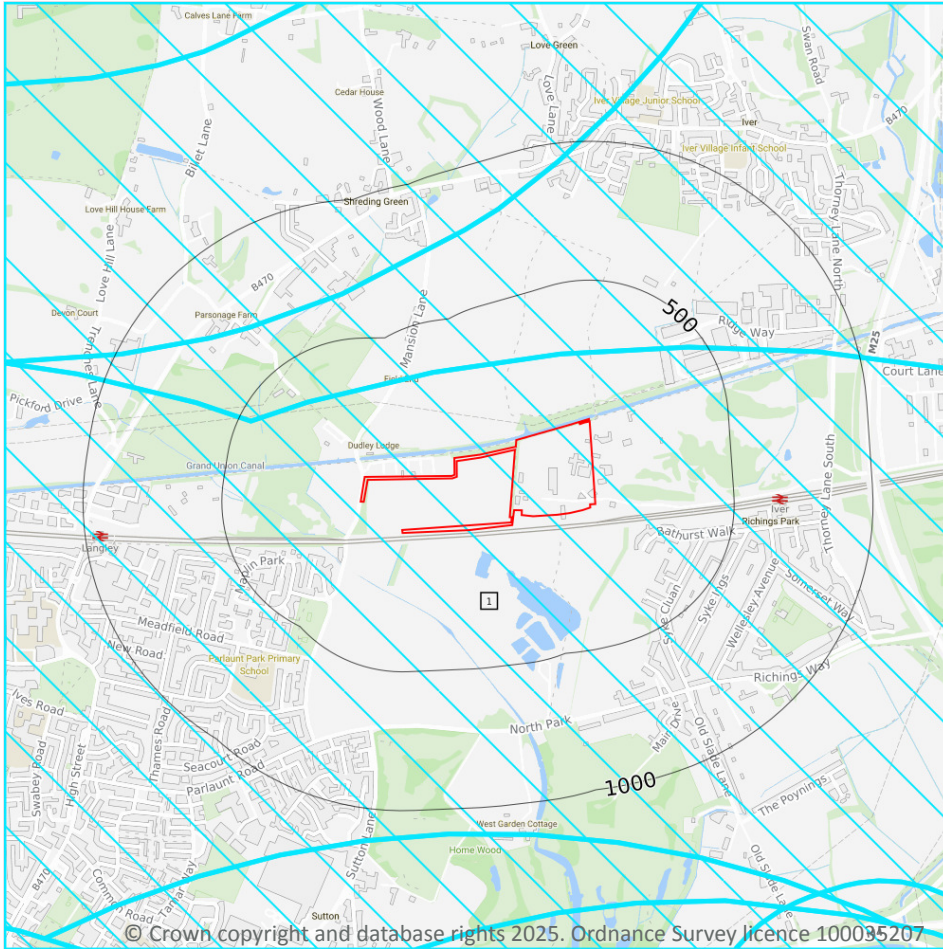 Calves Lane Farm
Love Green
Swan Road
Cedar House
Wood Lane
Love Lane
Iver Village Junior School
B470
Iver
Billet Lane
Iver Village Infant School
Love Hill House Farm
Shreding Green
Thorney Lane North
Love Hill Lane
B470
Devon Court
Parsonage Farm
Mansion Lane
500
Ridge Way
M25
Trenches Lane
Court Lane
Pickford Drive
Dudley Lodge
Grand Union Canal
Thorney Lane South
Iver
Richings Park
Langley
Bathurst Walk
Maplin Park
1
Somerset Way
Syke Cluan
Syke Ings
Wellesley Avenue
Meadfield Road
New Road
Parlaunt Park Primary
School
Richings Way
Ives Road
North Park
Main Drive
Old Slade Lane
Thames Road
Seacourt Road
Parlaunt Road
High Street
Swabey Road
1000
The Poynings
West Garden Cottage
Home Wood
Sutton Lane
Old Slade Lane
B470
Common Road
Tamar Way
Sutton
© Crown copyright and database rights 2025. Ordnance Survey licence 100035207.